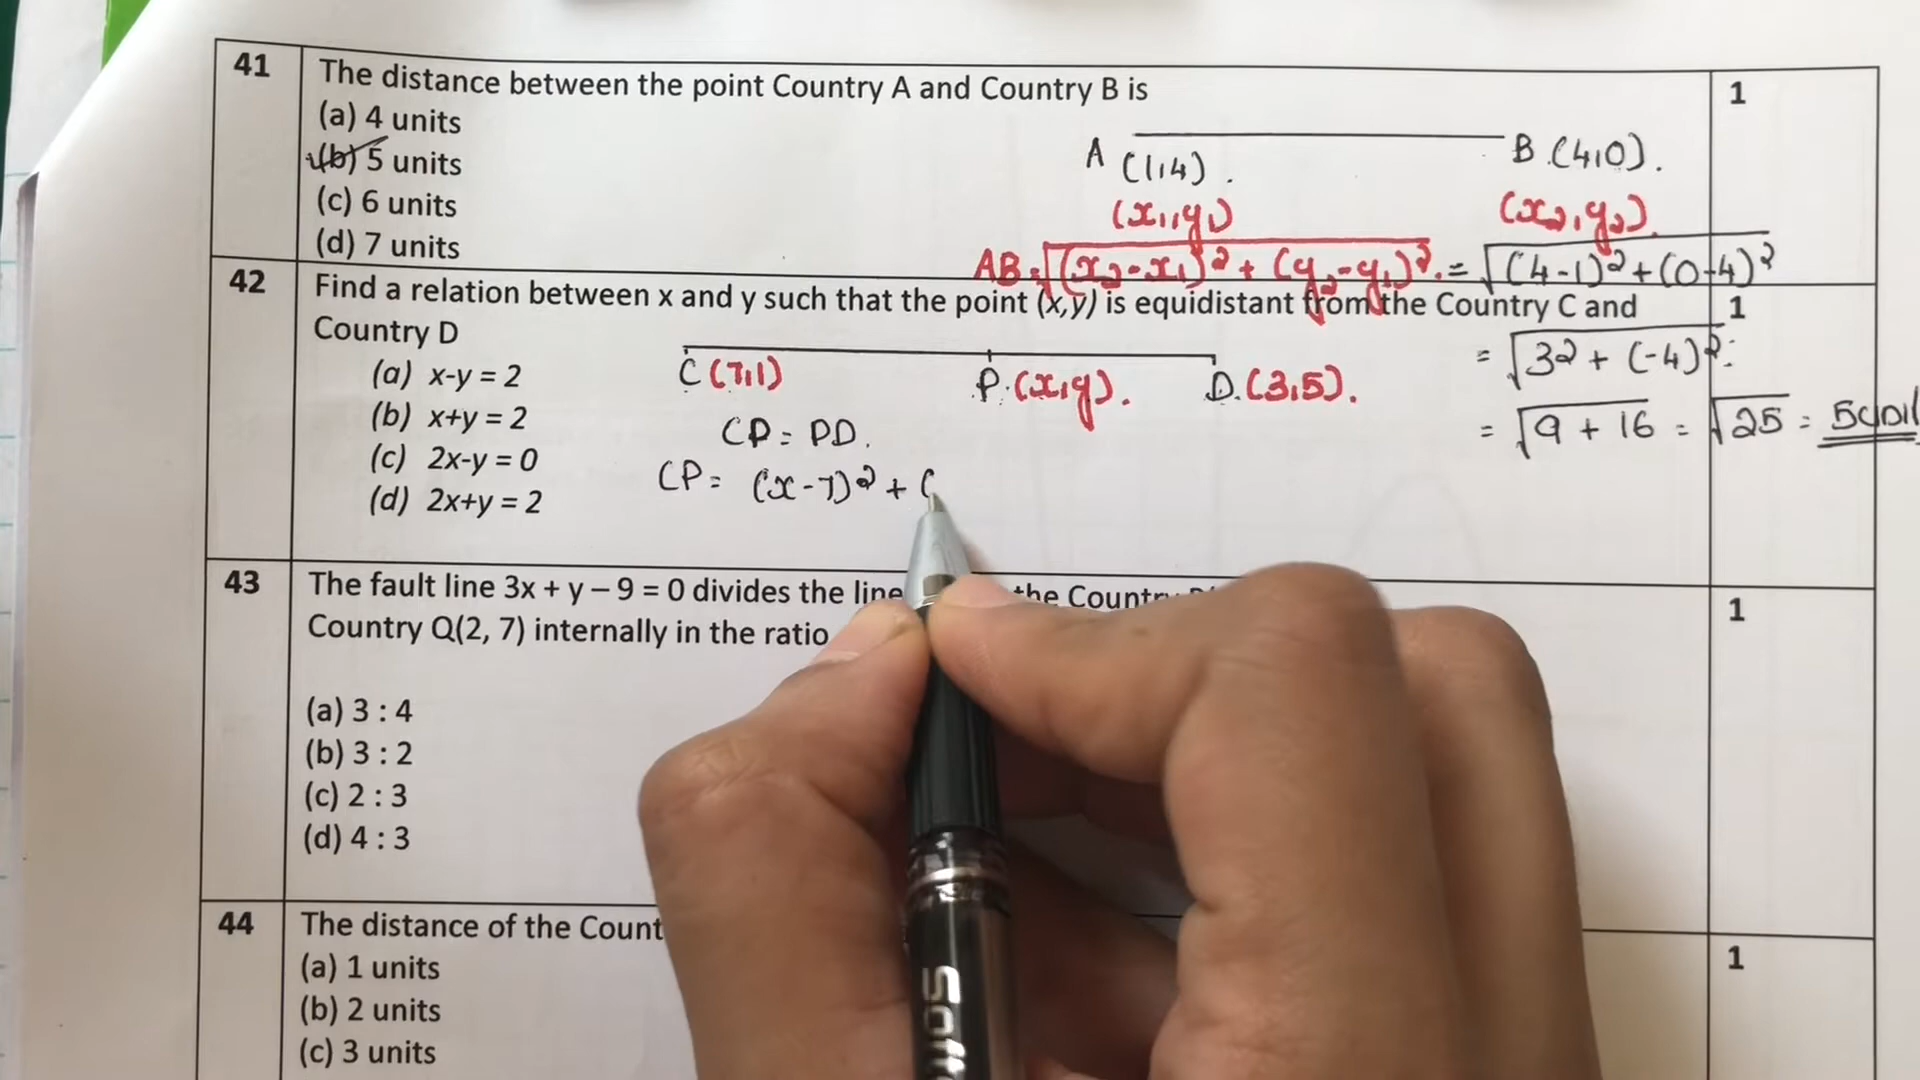 41 The distance between the point Country A and Country B is 1
(a) 4 units
(b) 5 units
(c) 6 units
(d) 7 units
A (1,4). B.(4,0).
(x₁,y₁) (x₂,y₂).
AB=√(x₂-x₁)²+(y₂-y₁)². = √(4-1)²+(0-4)²
= √3²+(-4)²
= √9+16 = √25 =
42 Find a relation between x and y such that the point (x,y) is equidistant from the Country C and 1
Country D
(a) x-y = 2
(b) x+y = 2
(c) 2x-y = 0
(d) 2x+y = 2
C (7,1) P.(x,y). D.(3,5).
CP = PD.
CP = (x-7)² + (
43 The fault line 3x + y – 9 = 0 divides the line the 1
Country Q(2, 7) internally in the ratio
(a) 3 : 4
(b) 3 : 2
(c) 2 : 3
(d) 4 : 3
44 The distance of the 1
(a) 1 units
(b) 2 units
(c) 3 units